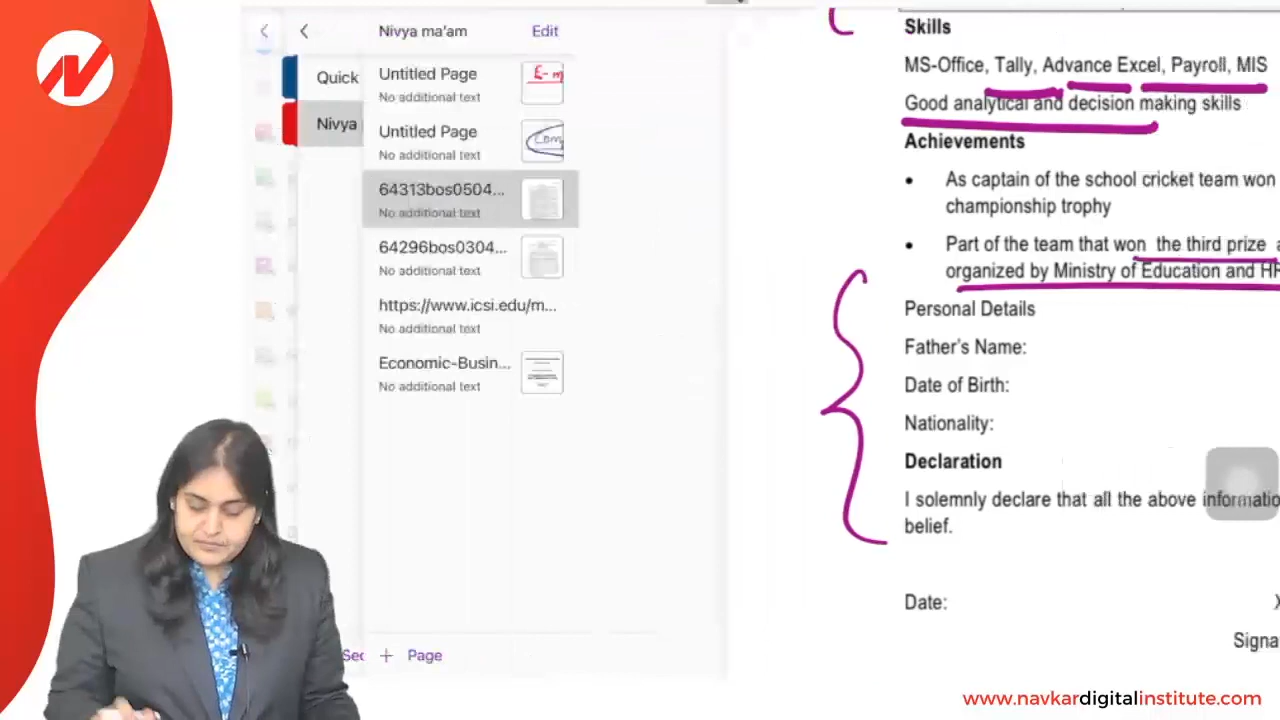 Nivya ma'am
Edit
Quick
Nivya
Untitled Page
No additional text
E-m
Untitled Page
No additional text
Com
64313bos0504...
No additional text
64296bos0304...
No additional text
https://www.icsi.edu/m...
No additional text
Economic-Busin...
No additional text
Sec
+ Page
Skills
MS-Office, Tally, Advance Excel, Payroll, MIS
Good analytical and decision making skills
Achievements
• As captain of the school cricket team won
championship trophy
• Part of the team that won the third prize a
organized by Ministry of Education and HR
Personal Details
Father's Name:
Date of Birth:
Nationality:
Declaration
I solemnly declare that all the above informatio
belief.
Date:
X
Signa
www.navkardigitalinstitute.com